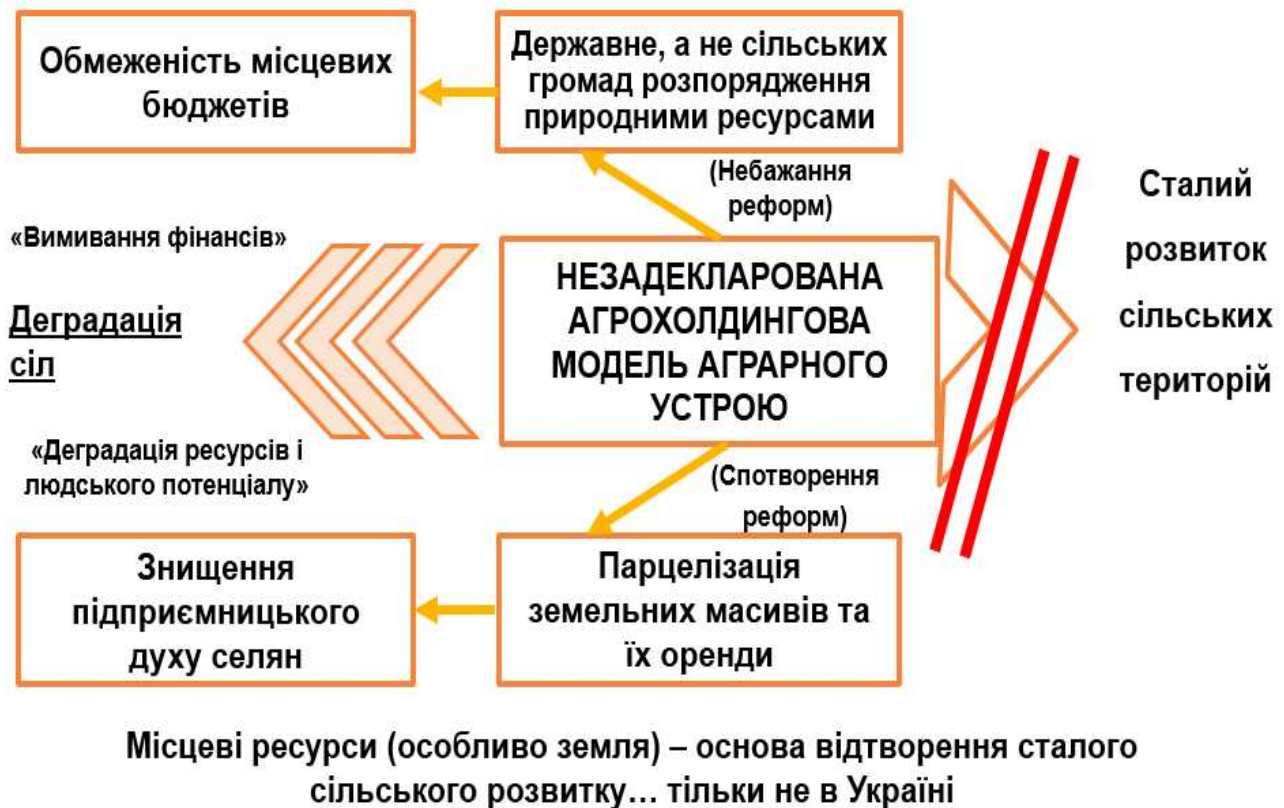 Обмеженість місцевих
бюджетів
Державне, а не сільських
громад розпорядження
природними ресурсами
(Небажання
реформ)
Сталий
розвиток
сільських
територій
«Вимивання фінансів»
Деградація
сіл
«Деградація ресурсів і
людського потенціалу»
НЕЗАДЕКЛАРОВАНА
АГРОХОЛДИНГОВА
МОДЕЛЬ АГРАРНОГО
УСТРОЮ
(Спотворення
реформ)
Знищення
підприємницького
духу селян
Парцелізація
земельних масивів та
їх оренди
Місцеві ресурси (особливо земля) – основа відтворення сталого
сільського розвитку… тільки не в Україні